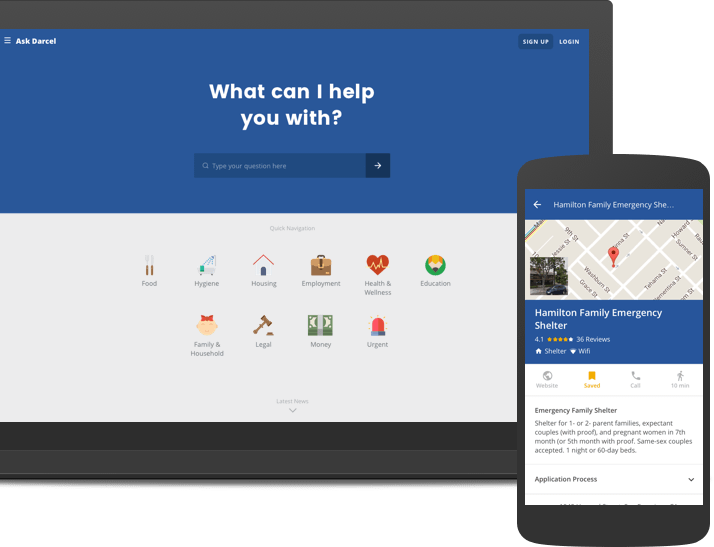 Ask Darcel
SIGN UP
LOGIN
What can I help
you with?
Type your question here
Quick Navigation
Food
Hygiene
Housing
Employment
Health &
Wellness
Education
Family &
Household
Legal
Money
Urgent
Latest News
Hamilton Family Emergency She...
9th St
Howard
Sumner St
Washburn St
Grace St
Tehama St
Hamilton Family Emergency
Shelter
4.1
36 Reviews
Shelter
Wifi
Website
Saved
Call
10 min
Emergency Family Shelter
Shelter for 1- or 2- parent families, expectant
couples (with proof), and pregnant women in 7th
month (or 5th month with proof. Same-sex couples
accepted. 1 night or 60-day beds.
Application Process